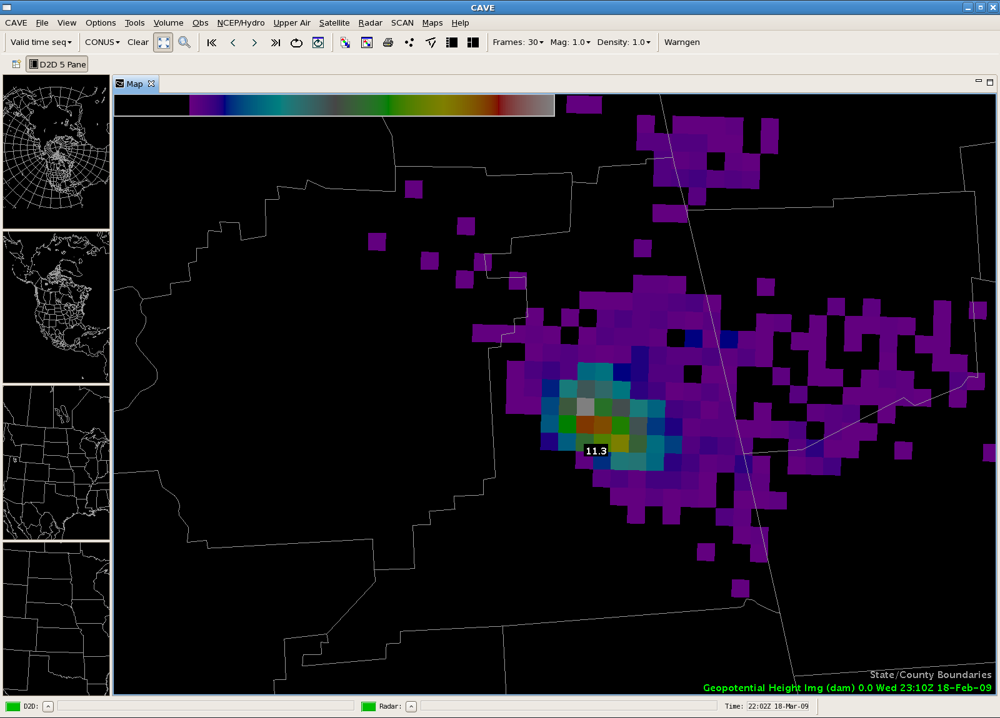 CAVE
CAVE File View Options Tools Volume Obs NCEP/Hydro Upper Air Satellite Radar SCAN Maps Help
Valid time seq CONUS Clear Frames: 30 Mag: 1.0 Density: 1.0 Warngen
D2D 5 Pane
Map
11.3
State/County Boundaries
Geopotential Height Img (dam) 0.0 Wed 23:10Z 18-Feb-09
D2D: Radar: Time: 22:02Z 18-Mar-09